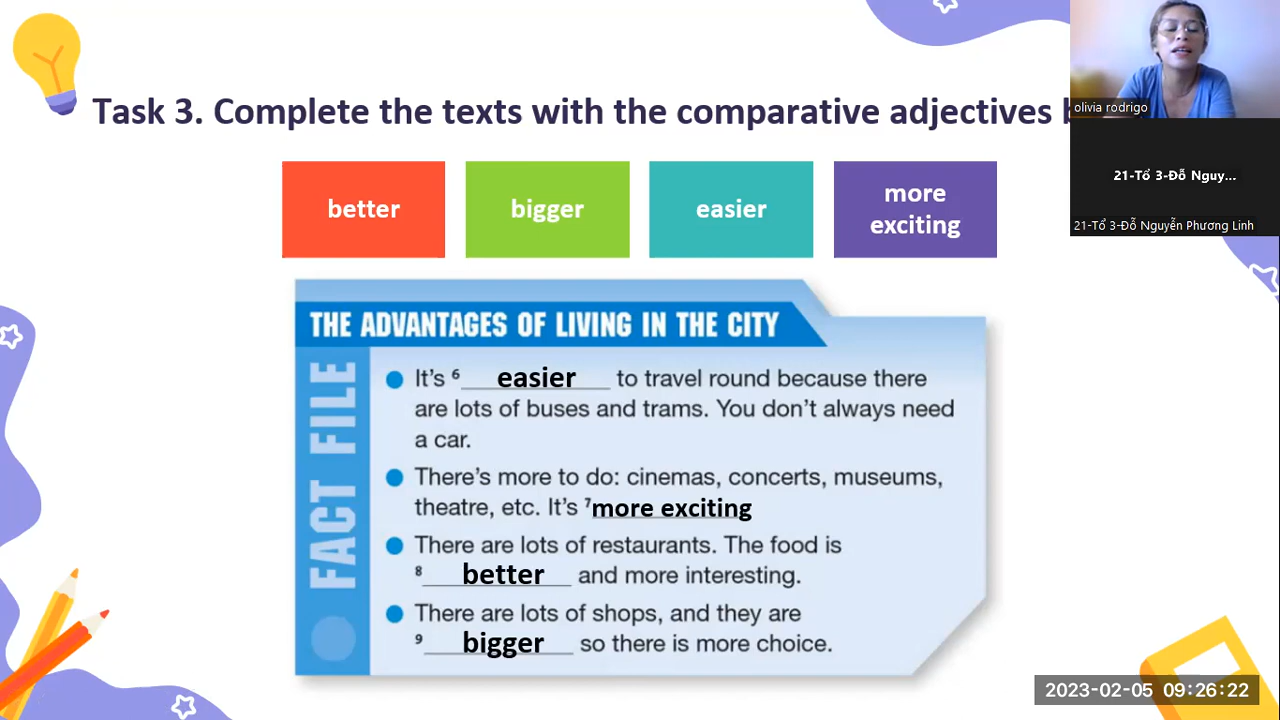 Task 3. Complete the texts with the comparative adjectives
olivia rodrigo
21-Tổ 3-Đỗ Nguy...
21-Tổ 3-Đỗ Nguyễn Phương Linh
better
bigger
easier
more
exciting
THE ADVANTAGES OF LIVING IN THE CITY
FACT FILE
It's ⁶ easier to travel round because there
are lots of buses and trams. You don't always need
a car.
There's more to do: cinemas, concerts, museums,
theatre, etc. It's ⁷more exciting
There are lots of restaurants. The food is
⁸ better and more interesting.
There are lots of shops, and they are
⁹ bigger so there is more choice.
2023-02-05 09:26:22